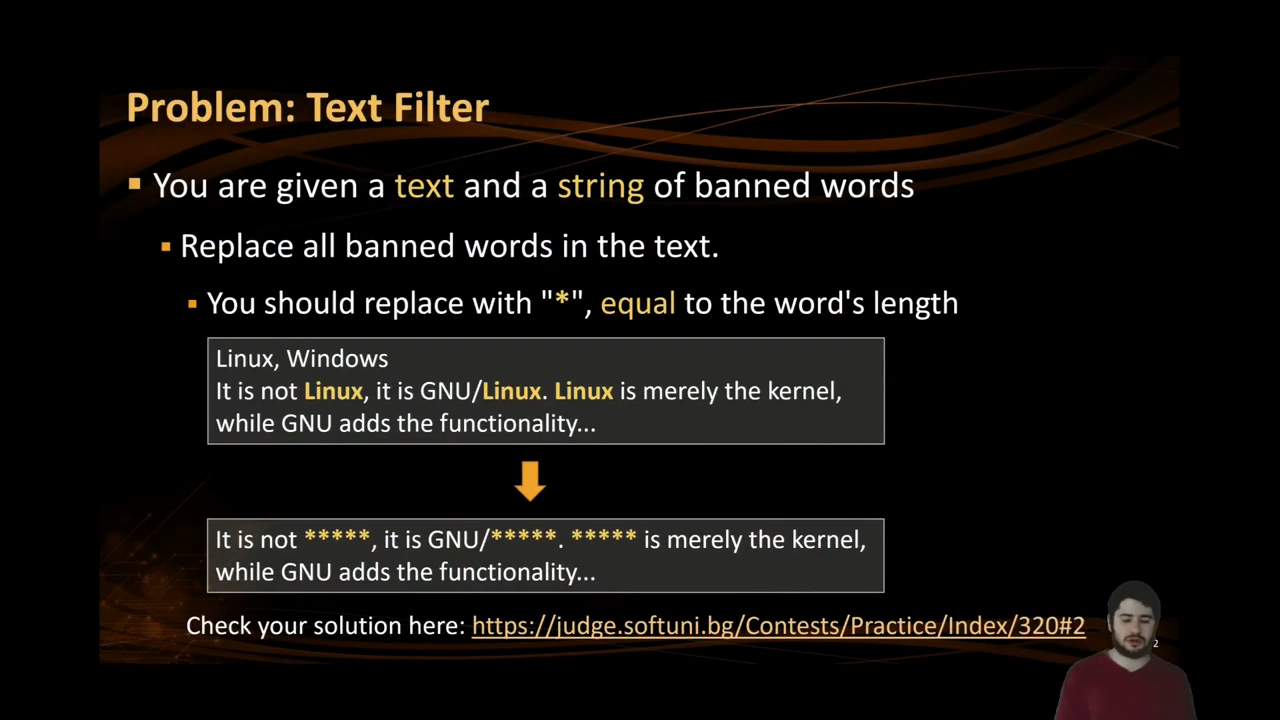 Problem: Text Filter
▪ You are given a text and a string of banned words
▪ Replace all banned words in the text.
▪ You should replace with "*", equal to the word's length
Linux, Windows
It is not Linux, it is GNU/Linux. Linux is merely the kernel,
while GNU adds the functionality...
It is not *****, it is GNU/*****. ***** is merely the kernel,
while GNU adds the functionality...
Check your solution here: https://judge.softuni.bg/Contests/Practice/Index/320#2
2